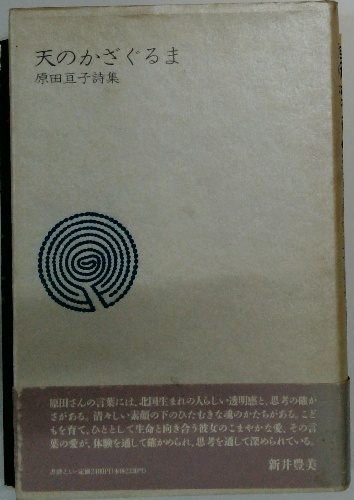 天のかざぐるま
原田亘子詩集
原田さんの言葉には、北国生まれの人らしい透明感と、思考の確か
さがある。清々しい素顔の下のひたむきな魂のかたちがある。こど
もを育て、ひととして生命と向き合う彼女のこまやかな愛。その言
葉の愛が、体験を通して確かめられ、思考を通して深められている。
新井豊美